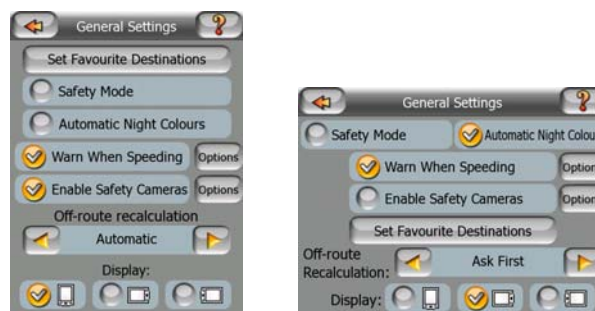 General Settings
?
Set Favourite Destinations
Safety Mode
Automatic Night Colours
Warn When Speeding
Options
Enable Safety Cameras
Options
Off-route recalculation
Automatic
Display:
General Settings
?
Safety Mode
Automatic Night Colou
Warn When Speeding
Option
Enable Safety Cameras
Option
Set Favourite Destinations
Off-route
Recalculation:
Ask First
Display: